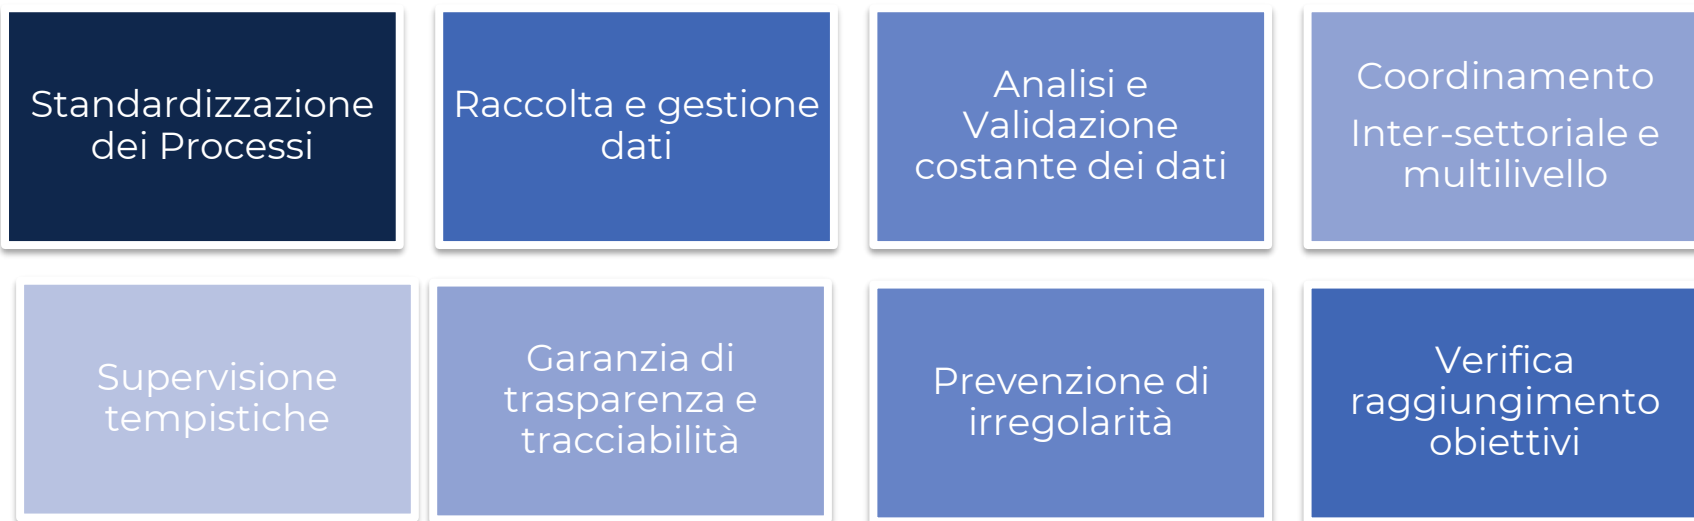 Standardizzazione
dei Processi
Raccolta e gestione
dati
Analisi e
Validazione
costante dei dati
Coordinamento
Inter-settoriale e
multilivello
Supervisione
tempistiche
Garanzia di
trasparenza e
tracciabilità
Prevenzione di
irregolarità
Verifica
raggiungimento
obiettivi